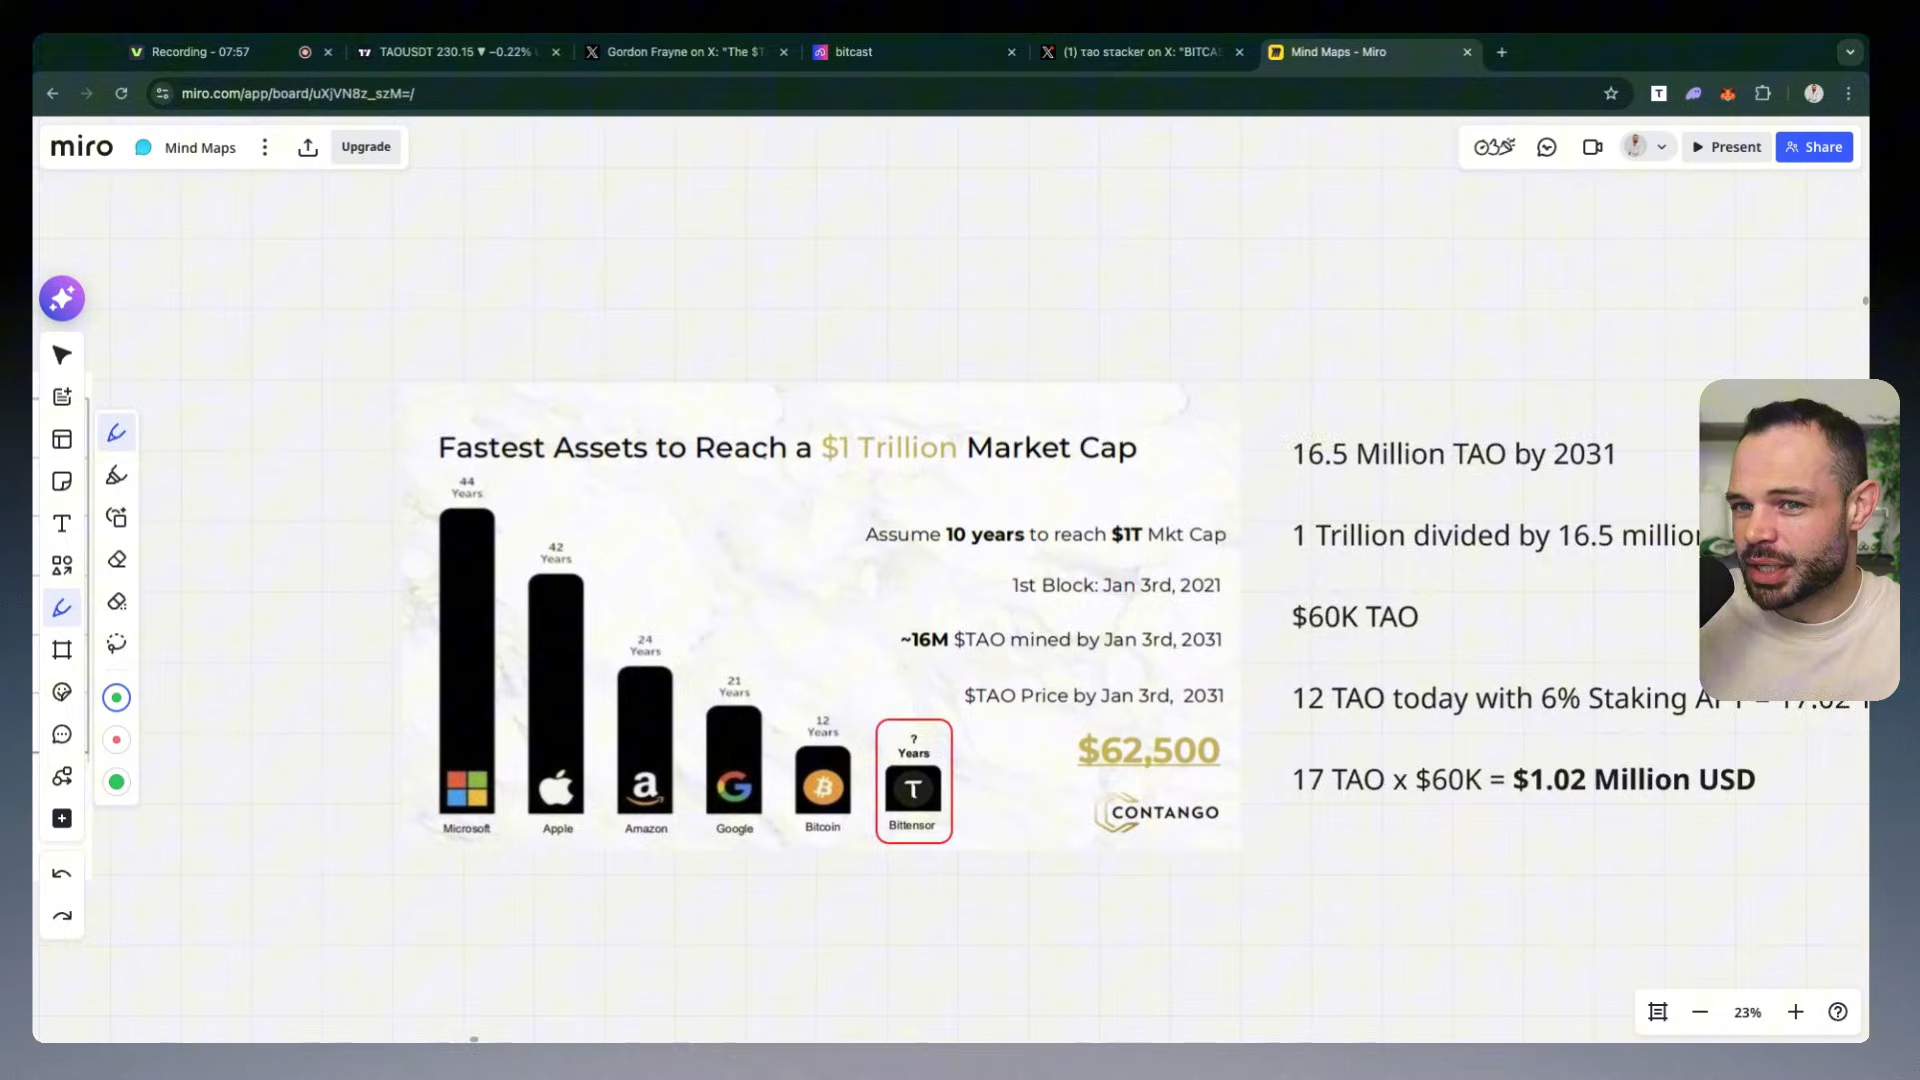 Recording - 07:57
TAOUSDT 230.15 ▼ −0.22%
Gordon Frayne on X: "The $T
bitcast
(1) τao sτacker on X: "BITCAS
Mind Maps - Miro
miro.com/app/board/uXjVN8z_szM=/
miro
Mind Maps
Upgrade
Present
Share
Fastest Assets to Reach a $1 Trillion Market Cap
44
Years
42
Years
24
Years
21
Years
12
Years
?
Years
Microsoft
Apple
Amazon
Google
Bitcoin
Bittensor
Assume 10 years to reach $1T Mkt Cap
1st Block: Jan 3rd, 2021
~16M $TAO mined by Jan 3rd, 2031
$TAO Price by Jan 3rd, 2031
$62,500
CONTANGO
16.5 Million TAO by 2031
1 Trillion divided by 16.5 million
$60K TAO
12 TAO today with 6% Staking
17 TAO x $60K = $1.02 Million USD
23%